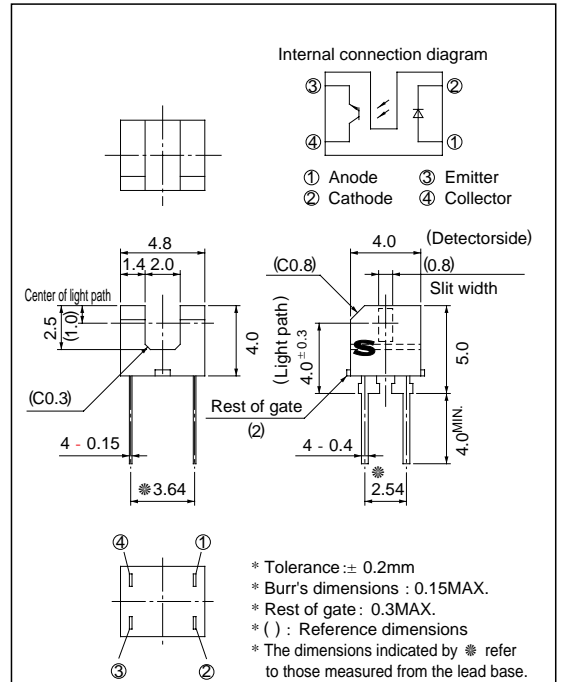 Internal connection diagram
③ ②
④ ①
① Anode ③ Emitter
② Cathode ④ Collector
4.8
1.4 2.0
Center of light path
2.5
(1.0)
4.0
(C0.3)
4 - 0.15
❋3.64
4.0 (Detectorside)
(C0.8) (0.8)
Slit width
(Light path)
4.0 ± 0.3
S
5.0
Rest of gate
(2)
4.0 MIN.
4 - 0.4
❋
2.54
④ ①
③ ②
* Tolerance :± 0.2mm
* Burr's dimensions : 0.15MAX.
* Rest of gate : 0.3MAX.
* ( ) : Reference dimensions
* The dimensions indicated by ❋ refer
to those measured from the lead base.